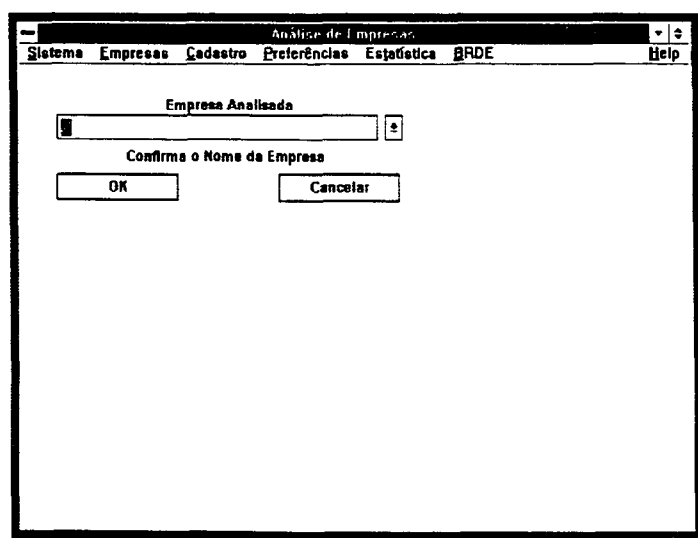 Análise de Empresas
Sistema Empresas Cadastro Preferências Estatística BRDE Help
Empresa Analisada
Confirma o Nome da Empresa
OK Cancelar